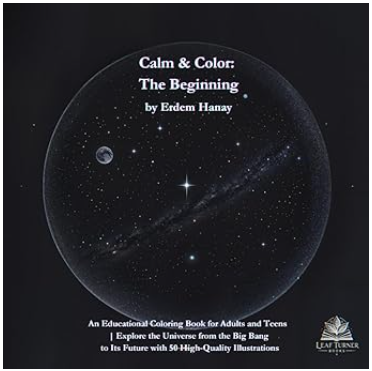 Calm & Color:
The Beginning
by Erdem Hanay
An Educational Coloring Book for Adults and Teens
| Explore the Universe from the Big Bang
to Its Future with 50 High-Quality Illustrations
LEAF TURNER
BOOKS